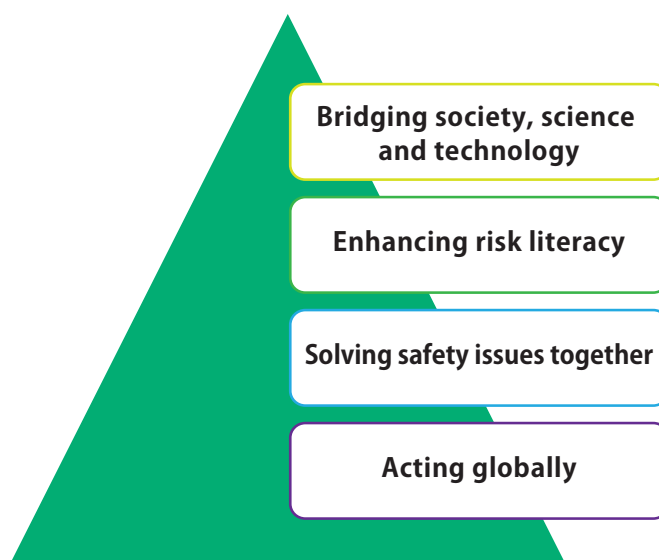 Bridging society, science
and technology
Enhancing risk literacy
Solving safety issues together
Acting globally